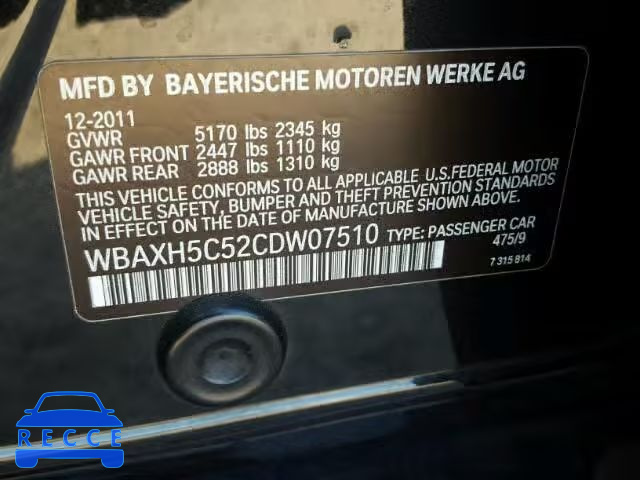 MFD BY BAYERISCHE MOTOREN WERKE AG
12-2011
GVWR 5170 lbs 2345 kg
GAWR FRONT 2447 lbs 1110 kg
GAWR REAR 2888 lbs 1310 kg
THIS VEHICLE CONFORMS TO ALL APPLICABLE U.S.FEDERAL MOTOR
VEHICLE SAFETY, BUMPER AND THEFT PREVENTION STANDARDS
IN EFFECT ON THE DATE OF MANUFACTURE SHOWN ABOVE.
WBAXH5C52CDW07510 TYPE: PASSENGER CAR
475/9
7 315 814
RECCE